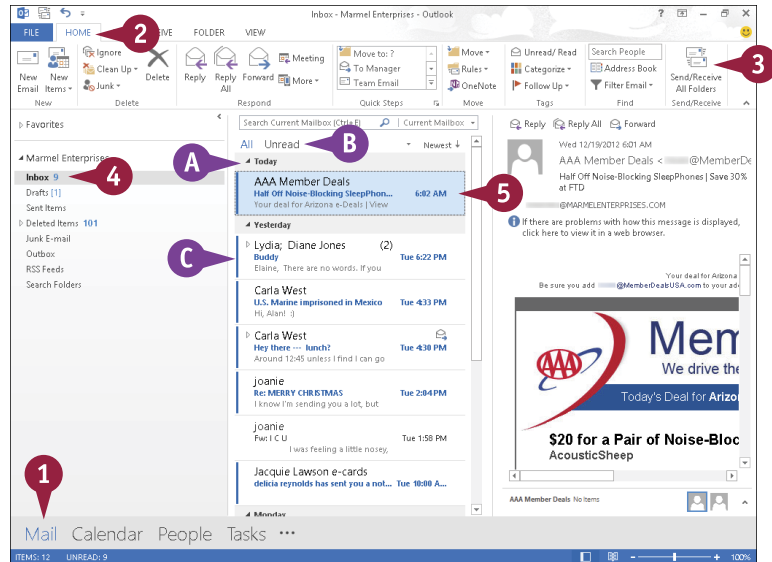 Inbox - Marmel Enterprises - Outlook
FILE HOME FOLDER VIEW
2
New Email
New Items
New
Ignore
Clean Up
Junk
Delete
Delete
Reply
Reply All
Forward
Meeting
More
Respond
Move to: ?
To Manager
Team Email
Quick Steps
Move
Rules
OneNote
Move
Unread/ Read
Categorize
Follow Up
Tags
Search People
Address Book
Filter Email
Find
Send/Receive All Folders
Send/Receive
3
Favorites
Marmel Enterprises
Inbox 9
4
Drafts [1]
Sent Items
Deleted Items 101
Junk E-mail
Outbox
RSS Feeds
Search Folders
Search Current Mailbox (Ctrl+E) Current Mailbox
All Unread Newest
B
A
Today
AAA Member Deals
Half Off Noise-Blocking SleepPhon... 6:02 AM
Your deal for Arizona e-Deals | View
5
Yesterday
C
Lydia; Diane Jones (2)
Buddy Tue 6:22 PM
Elaine, There are no words. If you
Carla West
U.S. Marine imprisoned in Mexico Tue 4:33 PM
Hi, Alan! :)
Carla West
Hey there --- lunch? Tue 4:30 PM
Around 12:45 unless I find I can go
joanie
Re: MERRY CHRISTMAS Tue 2:04 PM
I know I'm sending you a lot, but
joanie
Fw: I C U Tue 1:58 PM
I was feeling a little nosey,
Jacquie Lawson e-cards
delicia reynolds has sent you a not... Tue 10:00 A...
Monday
Reply Reply All Forward
Wed 12/19/2012 6:01 AM
AAA Member Deals < @MemberDe
Half Off Noise-Blocking SleepPhones | Save 30% at FTD
@MARMELENTERPRISES.COM
If there are problems with how this message is displayed,
click here to view it in a web browser.
Your deal for Arizona
Be sure you add @MemberDealsUSA.com to your ad
AAA
Mem
We drive the
Today's Deal for Arizo
$20 for a Pair of Noise-Bloc
AcousticSheep
AAA Member Deals No Items
1
Mail Calendar People Tasks •••
ITEMS: 12 UNREAD: 9
100%